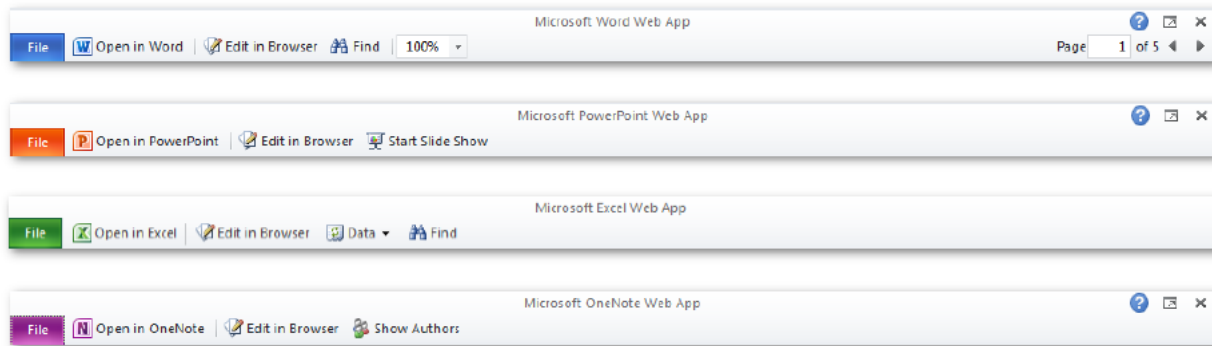 Microsoft Word Web App
File W Open in Word Edit in Browser Find 100% Page 1 of 5
Microsoft PowerPoint Web App
File P Open in PowerPoint Edit in Browser Start Slide Show
Microsoft Excel Web App
File X Open in Excel Edit in Browser Data Find
Microsoft OneNote Web App
File N Open in OneNote Edit in Browser Show Authors